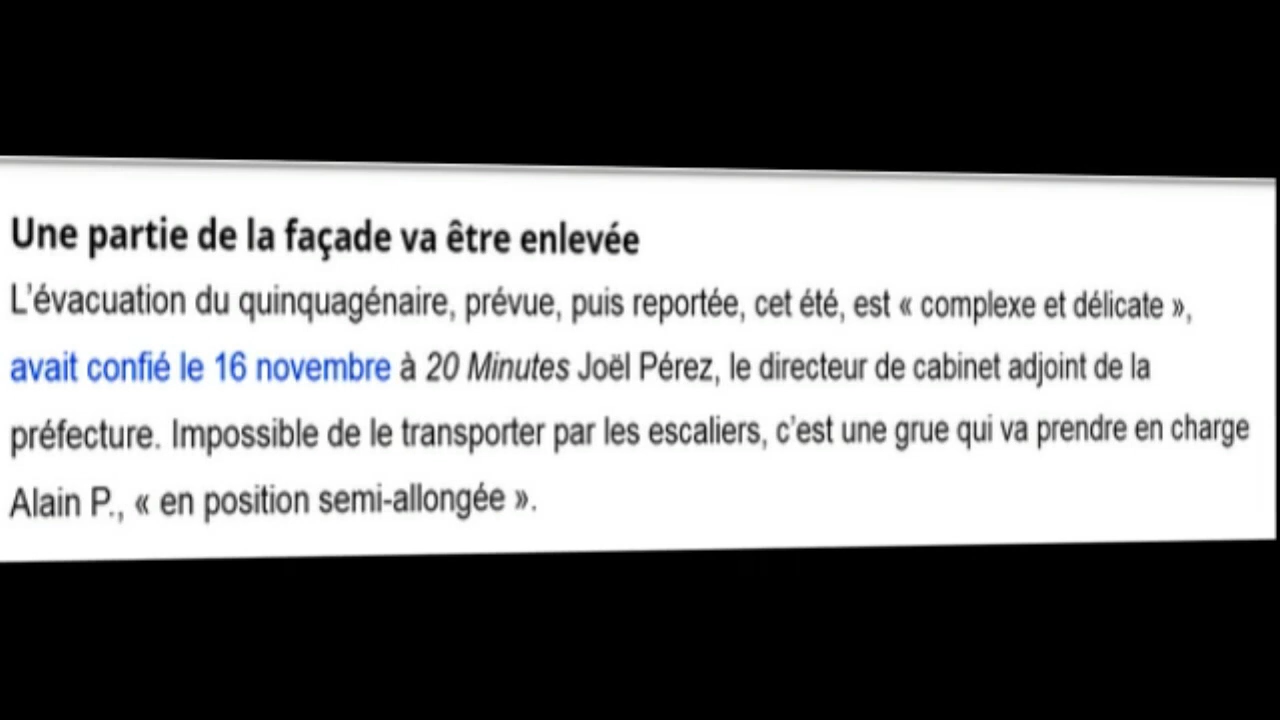 Une partie de la façade va être enlevée
L'évacuation du quinquagénaire, prévue, puis reportée, cet été, est « complexe et délicate »,
avait confié le 16 novembre à 20 Minutes Joël Pérez, le directeur de cabinet adjoint de la
préfecture. Impossible de le transporter par les escaliers, c'est une grue qui va prendre en charge
Alain P., « en position semi-allongée ».